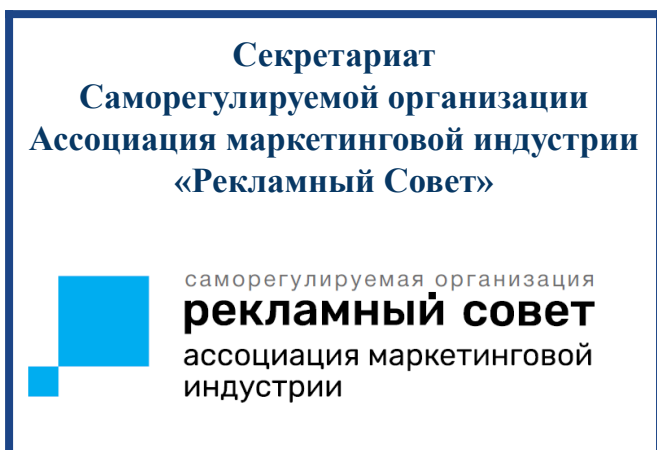 Секретариат
Саморегулируемой организации
Ассоциация маркетинговой индустрии
«Рекламный Совет»
саморегулируемая организация
рекламный совет
ассоциация маркетинговой
индустрии